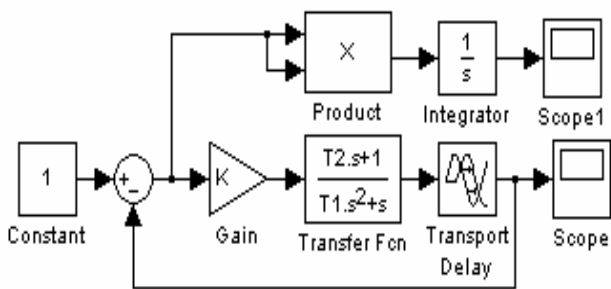 X
1
s
Product
Integrator
Scope1
1
+
−
K
T2.s+1
T1.s²+s
Constant
Gain
Transfer Fcn
Transport
Delay
Scope